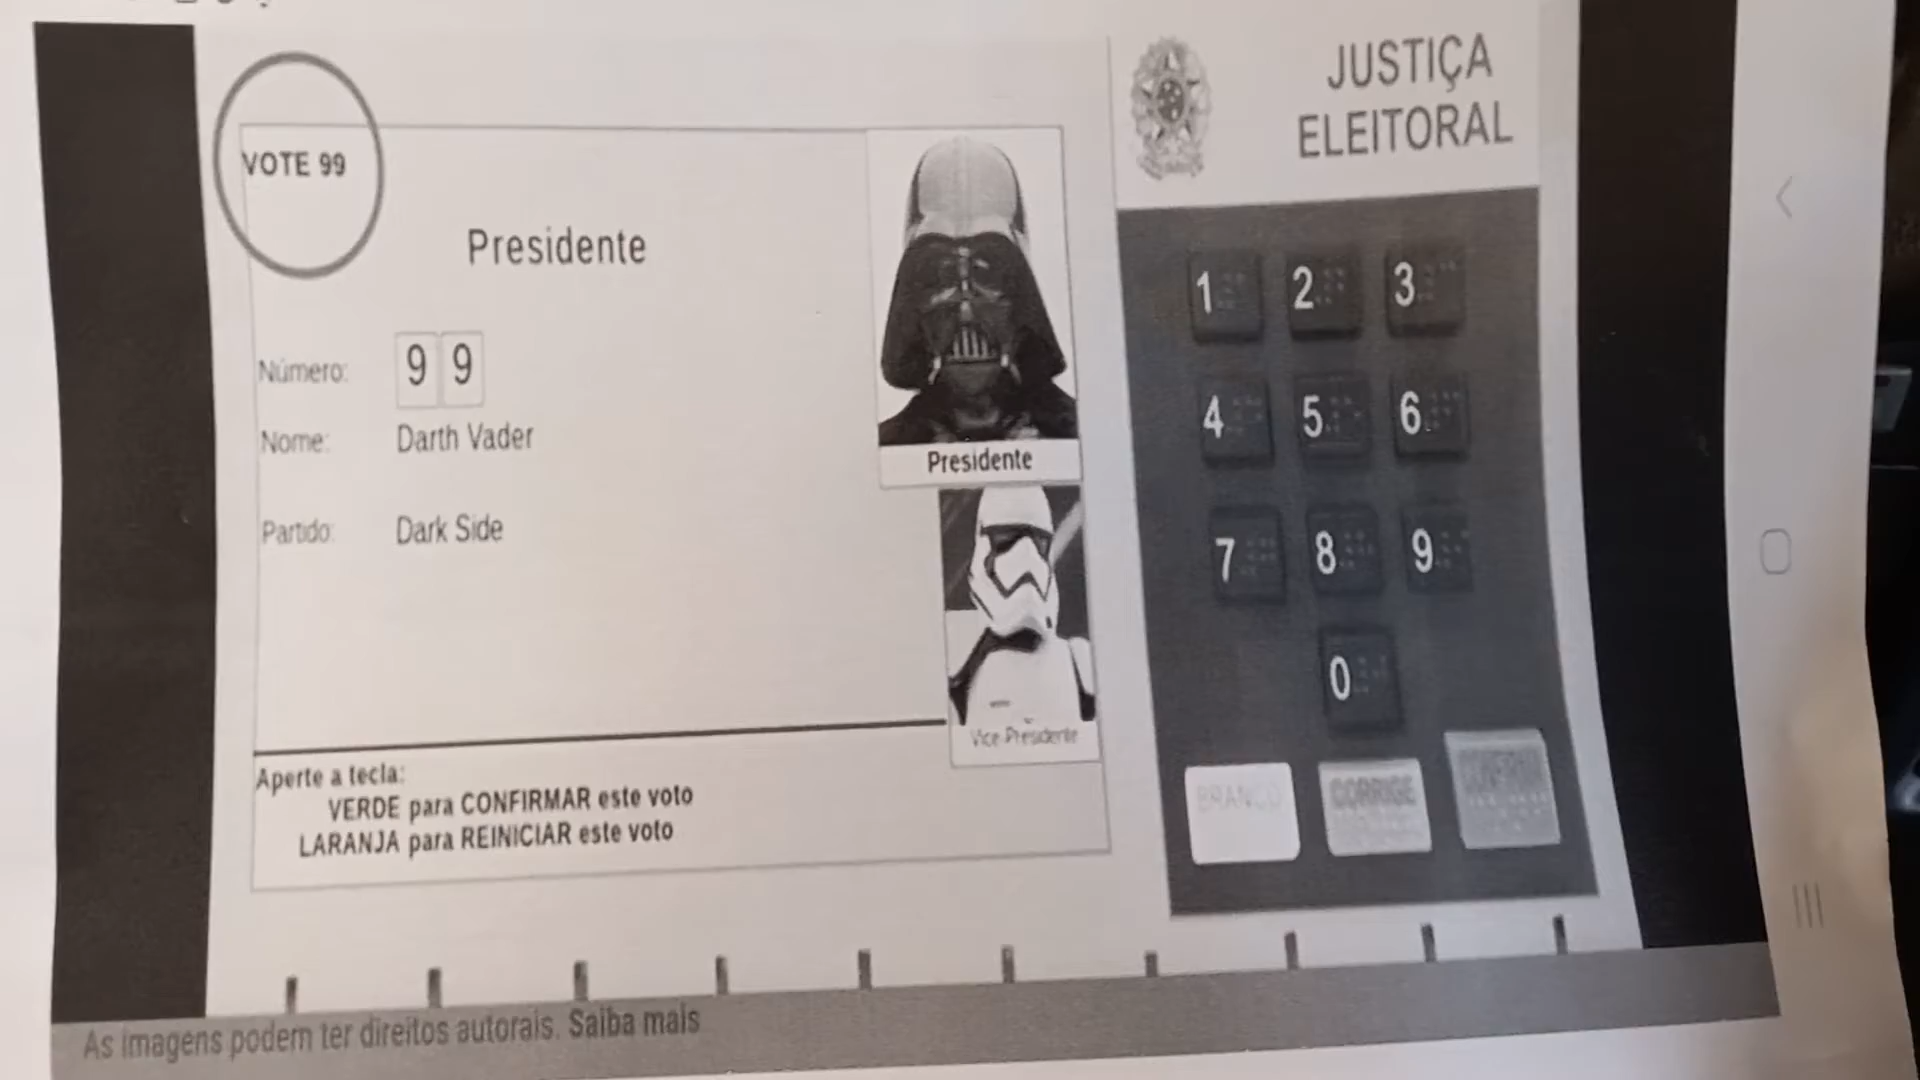 VOTE 99
Presidente
Número: 9 9
Nome: Darth Vader
Partido: Dark Side
Presidente
Vice-Presidente
Aperte a tecla:
VERDE para CONFIRMAR este voto
LARANJA para REINICIAR este voto
JUSTIÇA
ELEITORAL
1 2 3
4 5 6
7 8 9
0
BRANCO CORRIGE
As imagens podem ter direitos autorais. Saiba mais